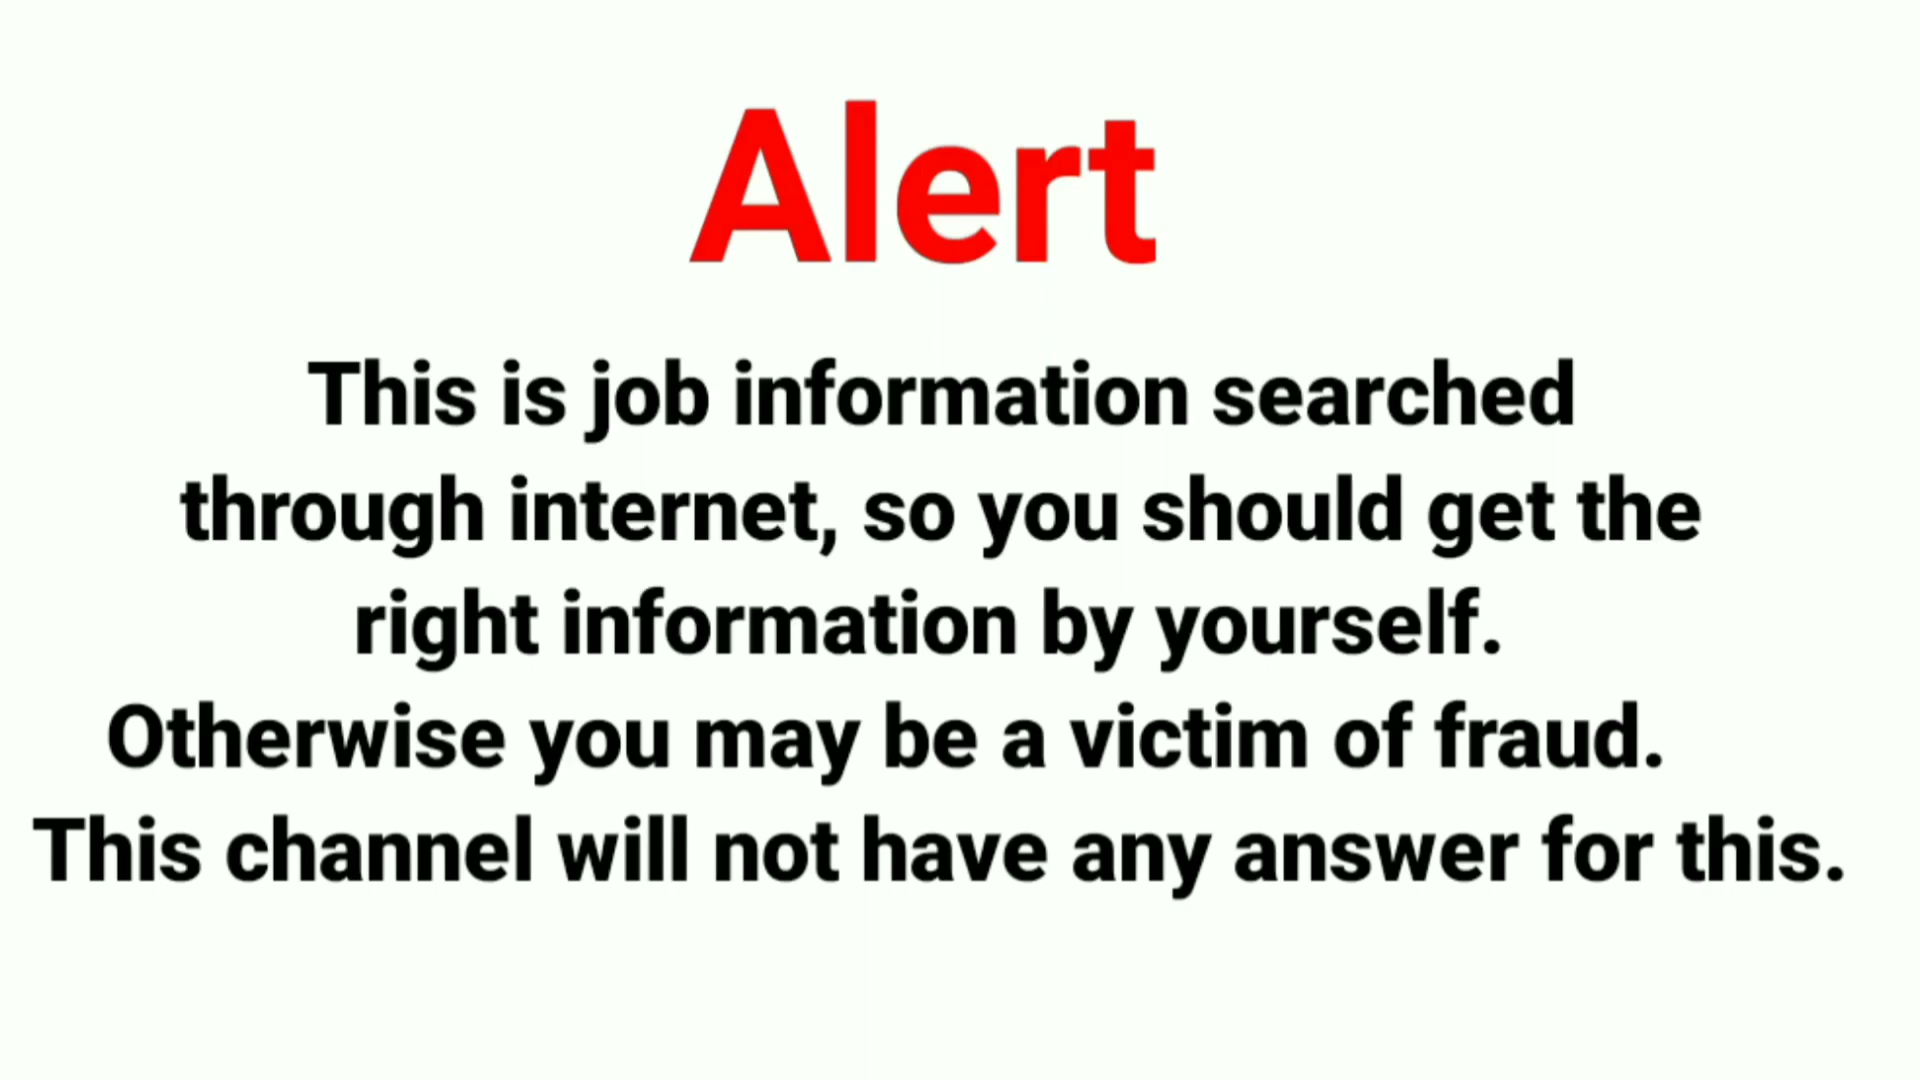 Alert
This is job information searched
through internet, so you should get the
right information by yourself.
Otherwise you may be a victim of fraud.
This channel will not have any answer for this.